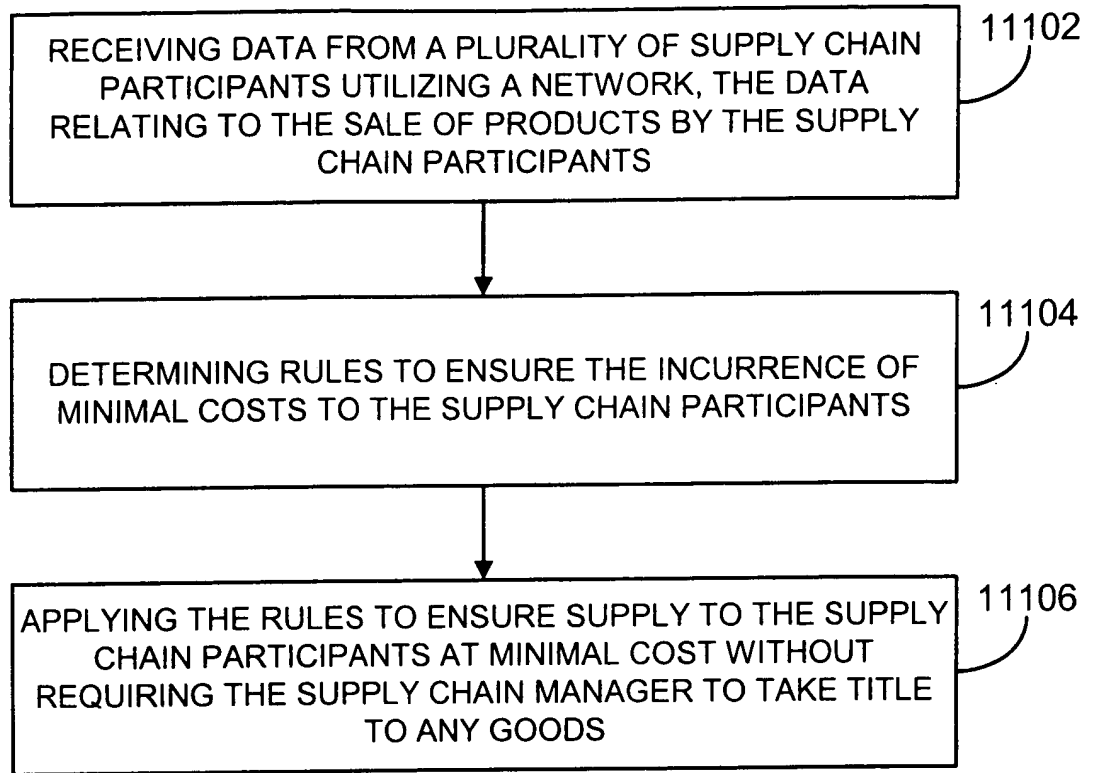 RECEIVING DATA FROM A PLURALITY OF SUPPLY CHAIN
PARTICIPANTS UTILIZING A NETWORK, THE DATA
RELATING TO THE SALE OF PRODUCTS BY THE SUPPLY
CHAIN PARTICIPANTS
11102
DETERMINING RULES TO ENSURE THE INCURRENCE OF
MINIMAL COSTS TO THE SUPPLY CHAIN PARTICIPANTS
11104
APPLYING THE RULES TO ENSURE SUPPLY TO THE SUPPLY
CHAIN PARTICIPANTS AT MINIMAL COST WITHOUT
REQUIRING THE SUPPLY CHAIN MANAGER TO TAKE TITLE
TO ANY GOODS
11106